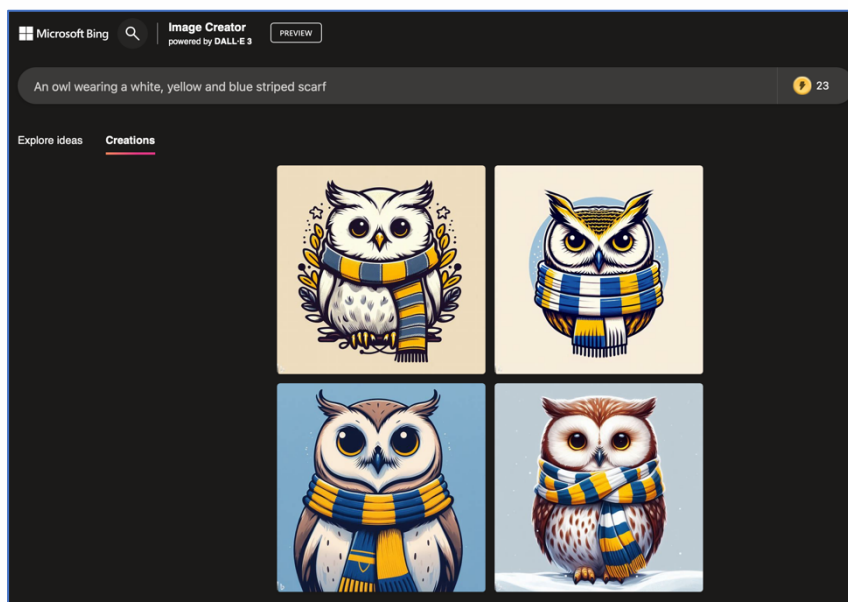 Microsoft Bing
Image Creator
powered by DALL·E 3
PREVIEW
An owl wearing a white, yellow and blue striped scarf
23
Explore ideas
Creations